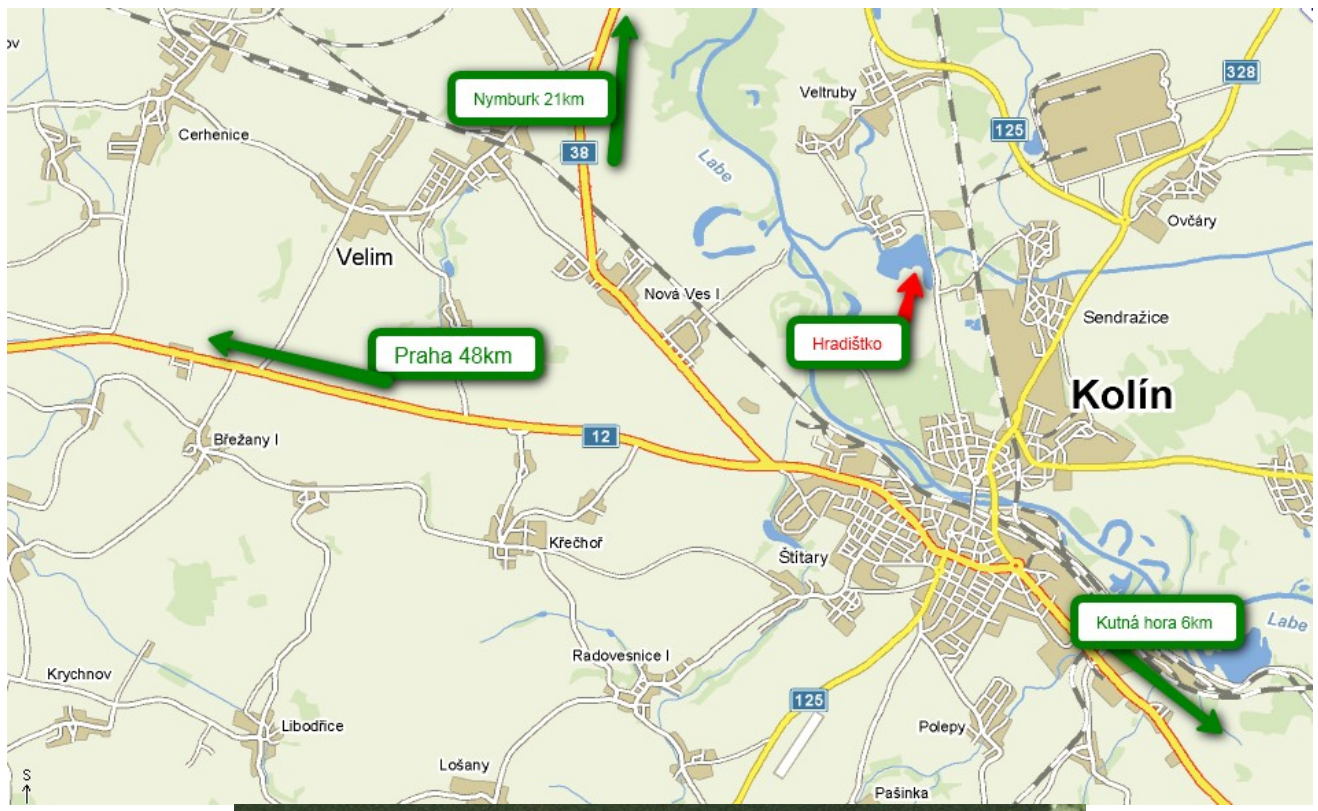 ov
Nymburk 21km
Veltruby
328
125
Cerhenice
38
Labe
Ovčáry
Velim
Nová Ves I
Sendražice
Hradištko
Praha 48km
Kolín
Břežany I
12
Křečhoř
Štítary
Kutná hora 6km
Labe
Radovesnice I
Krychnov
125
Libodřice
Polepy
Lošany
Pašinka
S